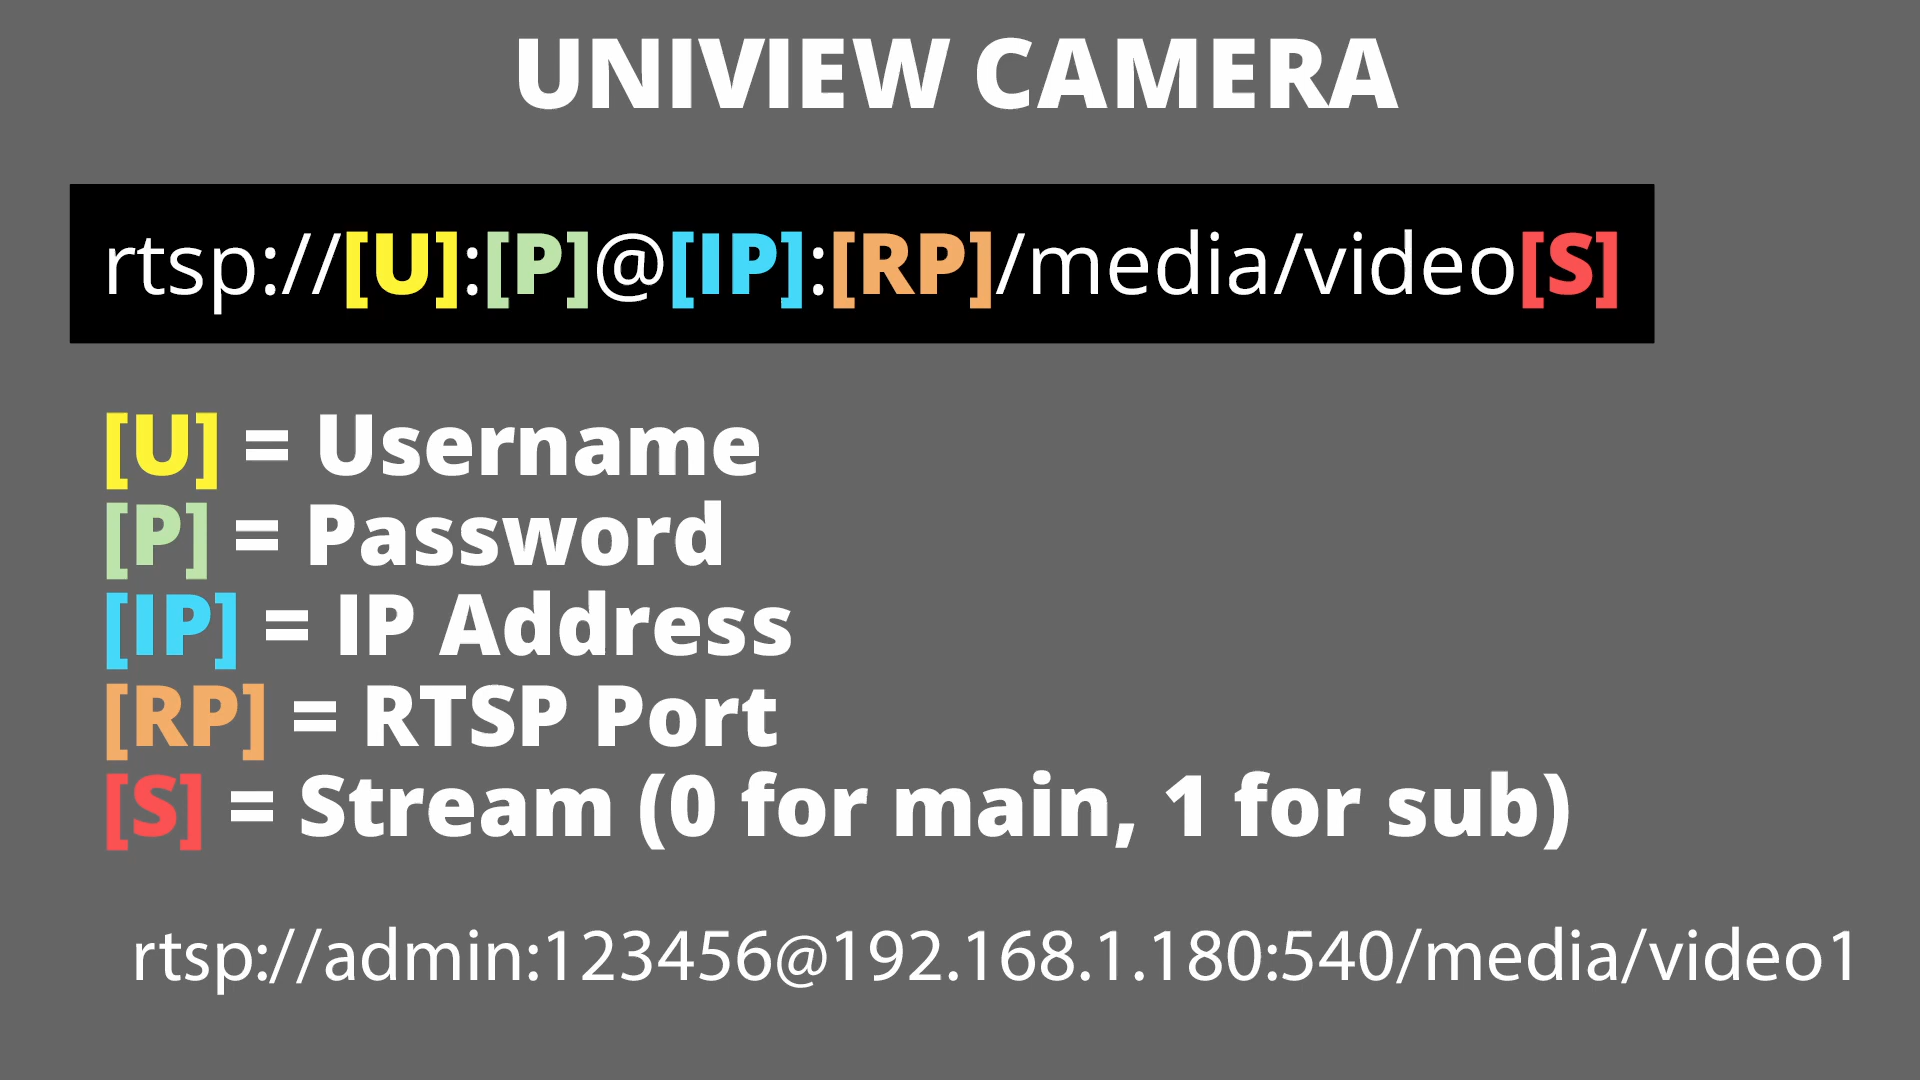 UNIVIEW CAMERA
rtsp://[U]:[P]@[IP]:[RP]/media/video[S]
[U] = Username
[P] = Password
[IP] = IP Address
[RP] = RTSP Port
[S] = Stream (0 for main, 1 for sub)
rtsp://admin:123456@192.168.1.180:540/media/video1